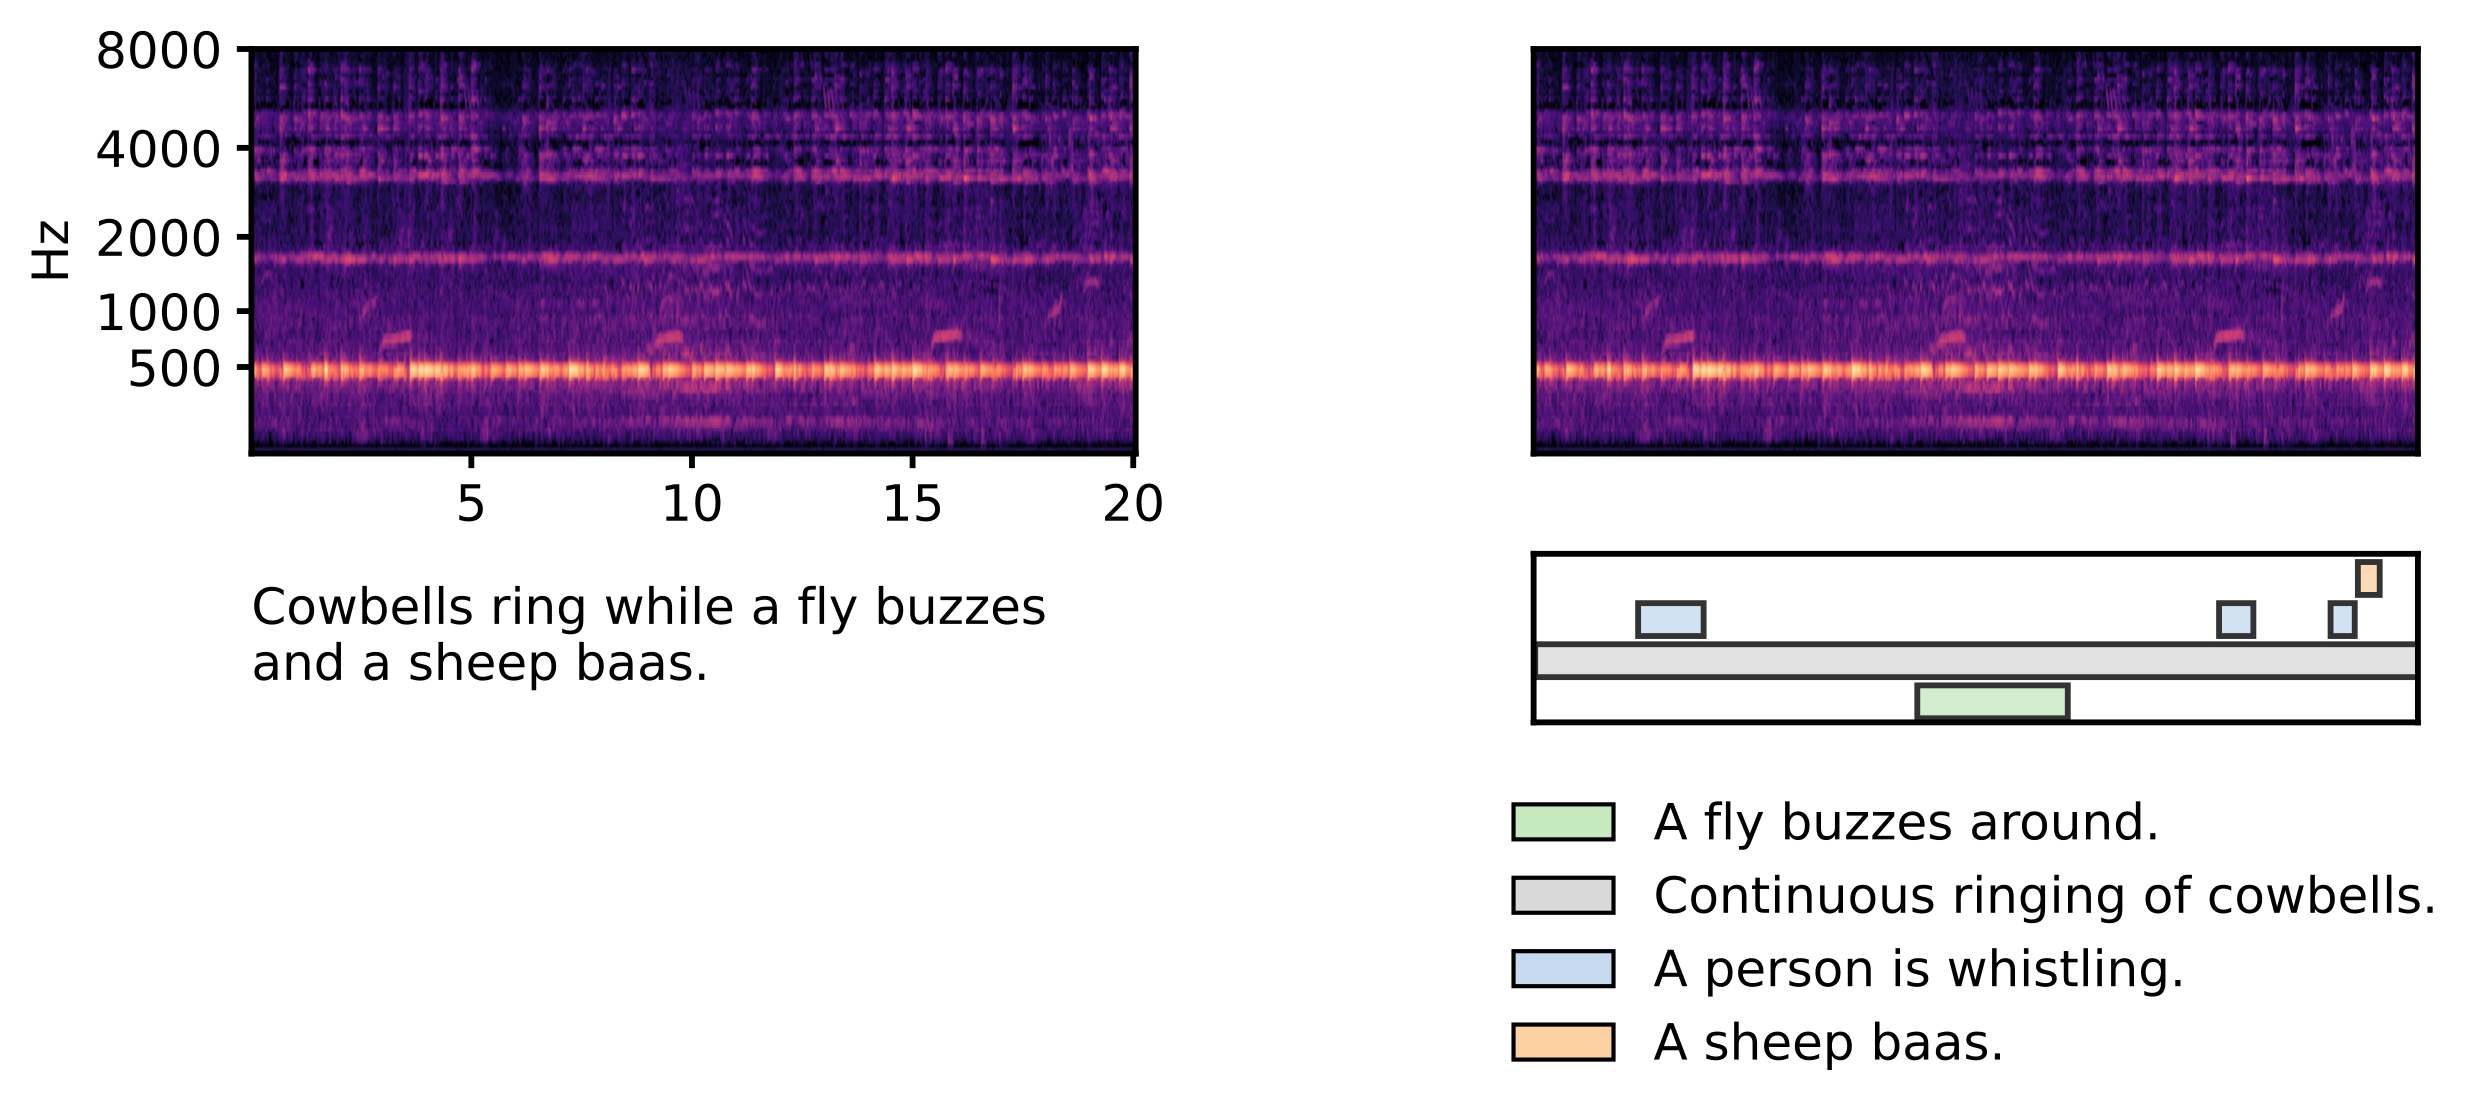 8000
4000
2000
1000
500
Hz
5 10 15 20
Cowbells ring while a fly buzzes
and a sheep baas.
A fly buzzes around.
Continuous ringing of cowbells.
A person is whistling.
A sheep baas.